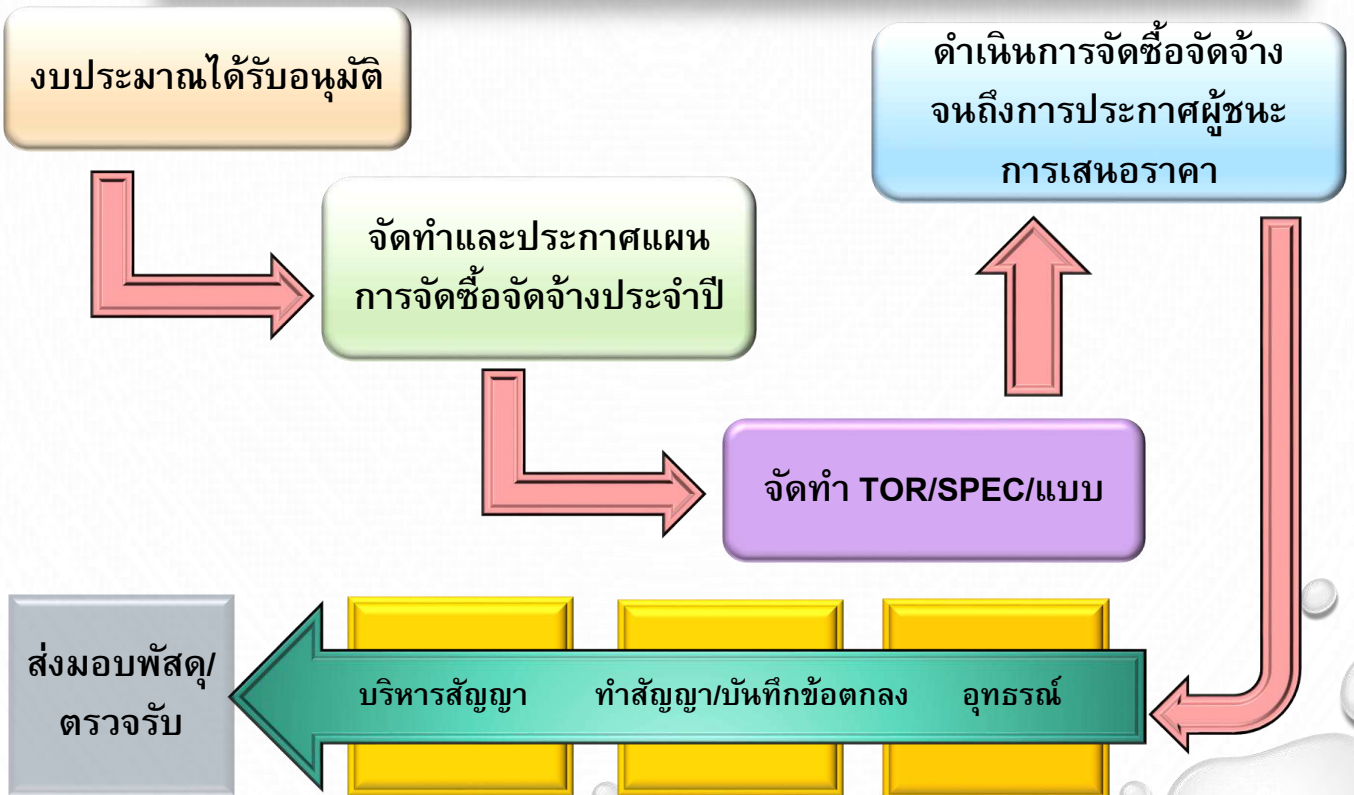 งบประมาณได้รับอนุมัติ
จัดทำและประกาศแผน
การจัดซื้อจัดจ้างประจำปี
จัดทำ TOR/SPEC/แบบ
ดำเนินการจัดซื้อจัดจ้าง
จนถึงการประกาศผู้ชนะ
การเสนอราคา
อุทธรณ์
ทำสัญญา/บันทึกข้อตกลง
บริหารสัญญา
ส่งมอบพัสดุ/
ตรวจรับ